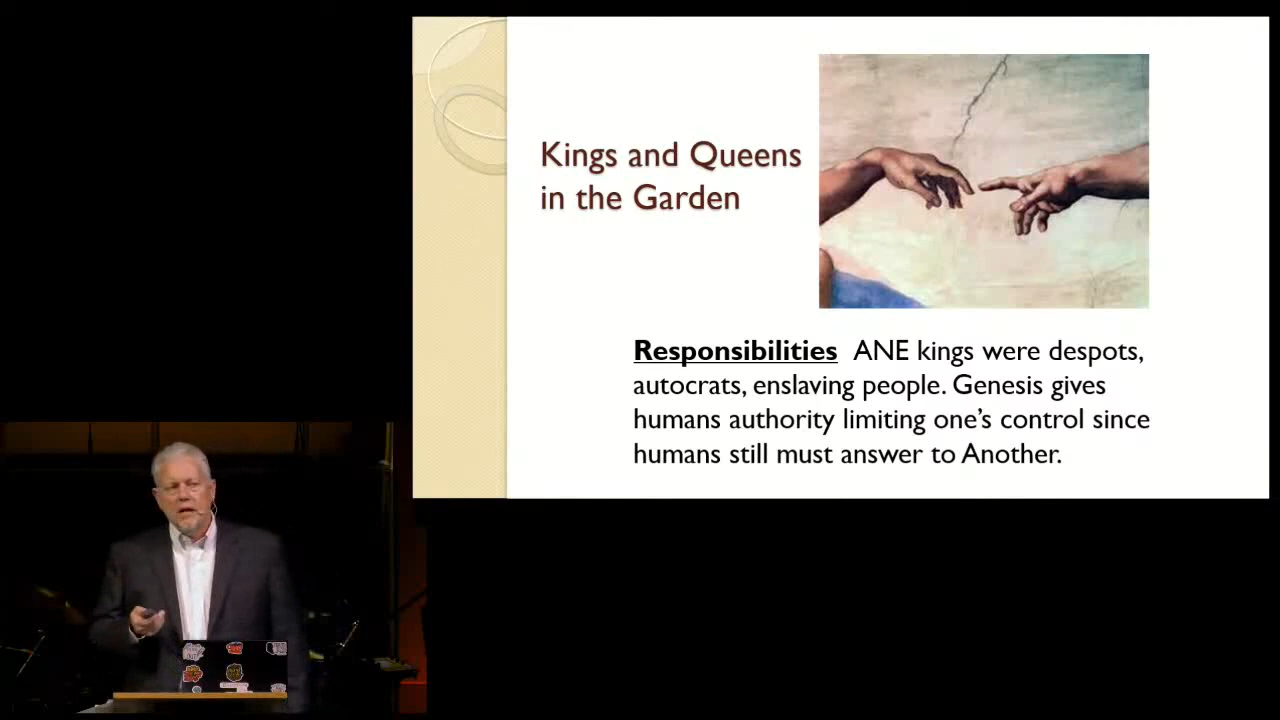 Kings and Queens
in the Garden
Responsibilities ANE kings were despots,
autocrats, enslaving people. Genesis gives
humans authority limiting one's control since
humans still must answer to Another.